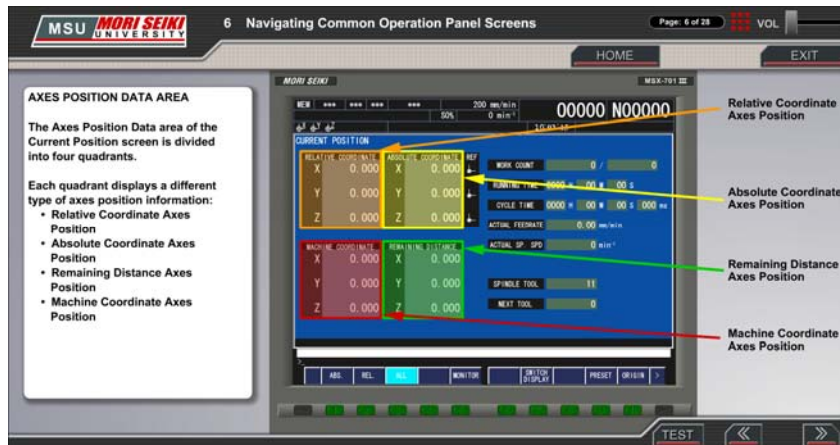 MSU MORI SEIKI UNIVERSITY
6 Navigating Common Operation Panel Screens
Page: 6 of 28
VOL
HOME
EXIT
AXES POSITION DATA AREA
The Axes Position Data area of the
Current Position screen is divided
into four quadrants.
Each quadrant displays a different
type of axes position information:
• Relative Coordinate Axes
Position
• Absolute Coordinate Axes
Position
• Remaining Distance Axes
Position
• Machine Coordinate Axes
Position
MORI SEIKI
MSX-701 III
MEM *** *** *** ***
200 mm/min
S0% 0 min⁻¹
00000 N00000
CURRENT POSITION
RELATIVE COORDINATE
X 0.000
Y 0.000
Z 0.000
ABSOLUTE COORDINATE REF
X 0.000
Y 0.000
Z 0.000
MACHINE COORDINATE
X 0.000
Y 0.000
Z 0.000
REMAINING DISTANCE
X 0.000
Y 0.000
Z 0.000
WORK COUNT 0 / 0
RUNNING TIME 0000 H 00 M 00 S
CYCLE TIME 0000 H 00 M 00 S 000 ms
ACTUAL FEEDRATE 0.00 mm/min
ACTUAL SP. SPD 0 min⁻¹
SPINDLE TOOL 11
NEXT TOOL 0
>_
ABS. REL. ALL MONITOR SWITCH DISPLAY PRESET ORIGIN >
Relative Coordinate
Axes Position
Absolute Coordinate
Axes Position
Remaining Distance
Axes Position
Machine Coordinate
Axes Position
TEST